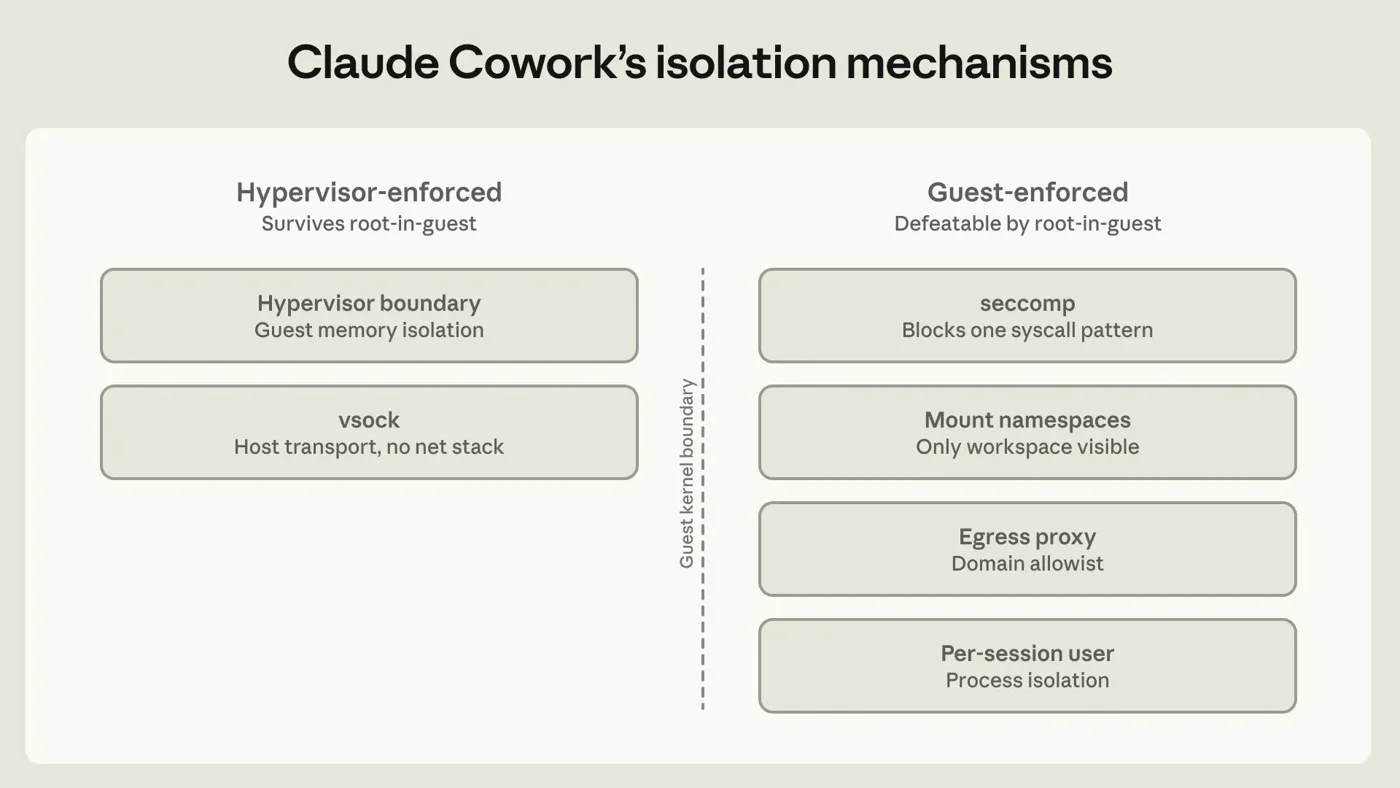 Claude Cowork’s isolation mechanisms
Hypervisor-enforced
Survives root-in-guest
Hypervisor boundary
Guest memory isolation
vsock
Host transport, no net stack
Guest kernel boundary
Guest-enforced
Defeatable by root-in-guest
seccomp
Blocks one syscall pattern
Mount namespaces
Only workspace visible
Egress proxy
Domain allowist
Per-session user
Process isolation